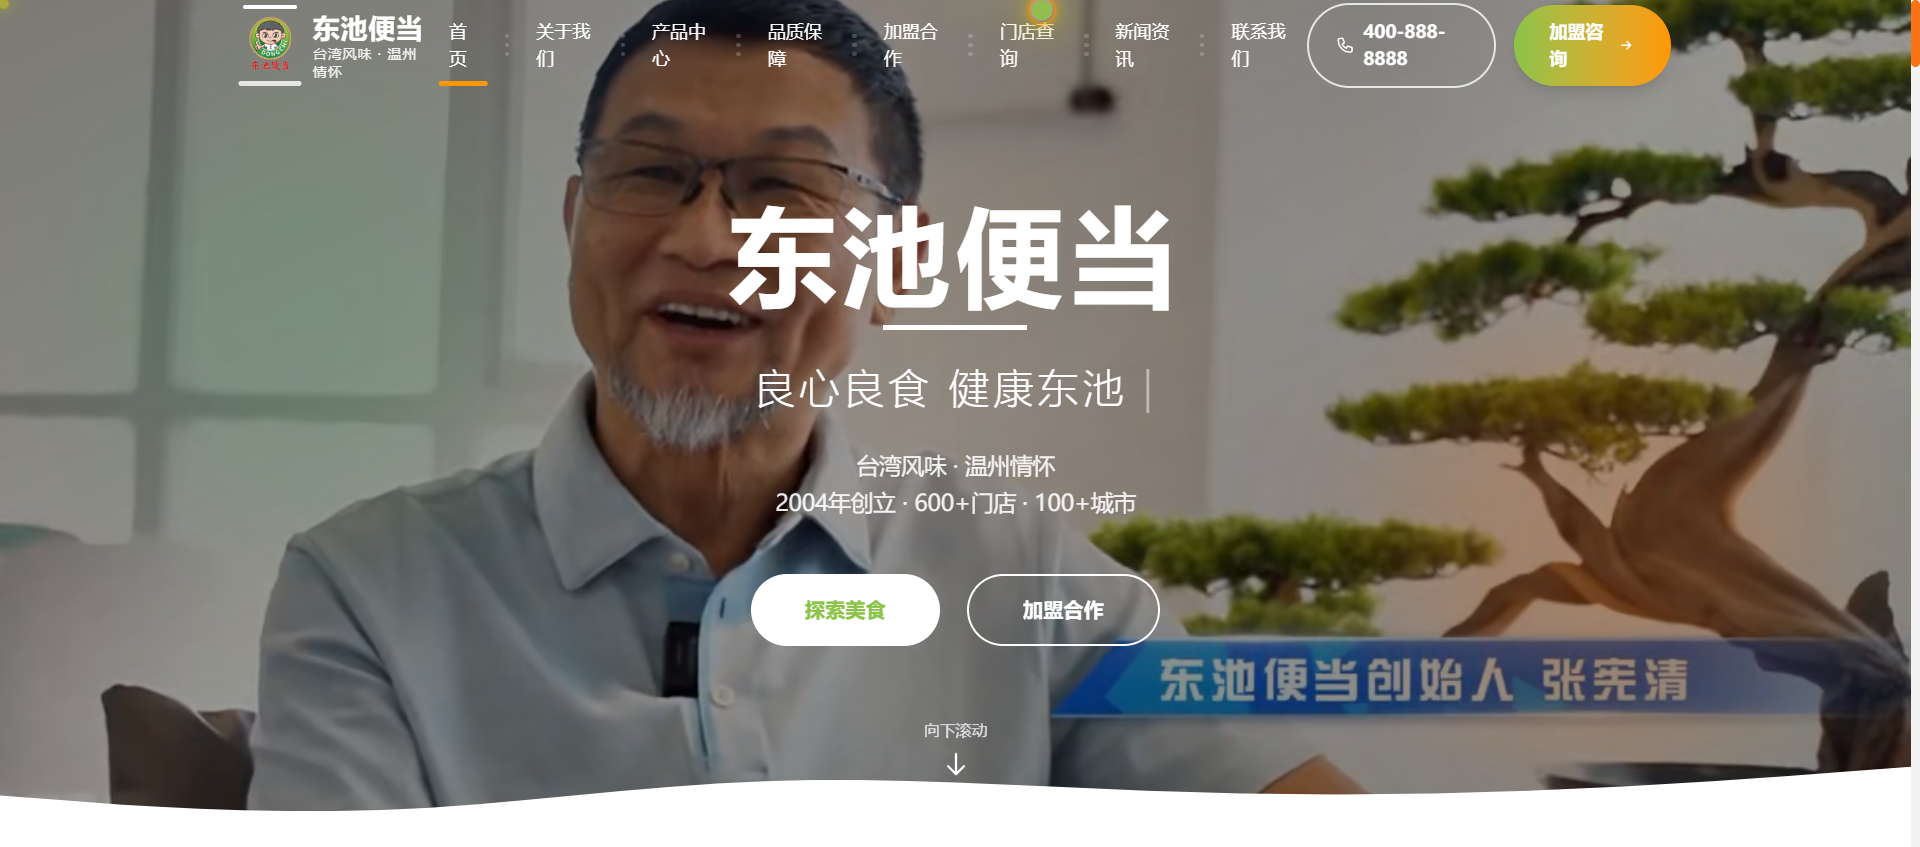 东池便当
台湾风味 · 温州
情怀
DONGCHI
东池便当
首
页
关于我
们
产品中
心
品质保
障
加盟合
作
门店查
询
新闻资
讯
联系我
们
400-888-
8888
加盟咨
询
东池便当
良心良食 健康东池
台湾风味 · 温州情怀
2004年创立 · 600+门店 · 100+城市
探索美食
加盟合作
东池便当创始人 张宪清
向下滚动